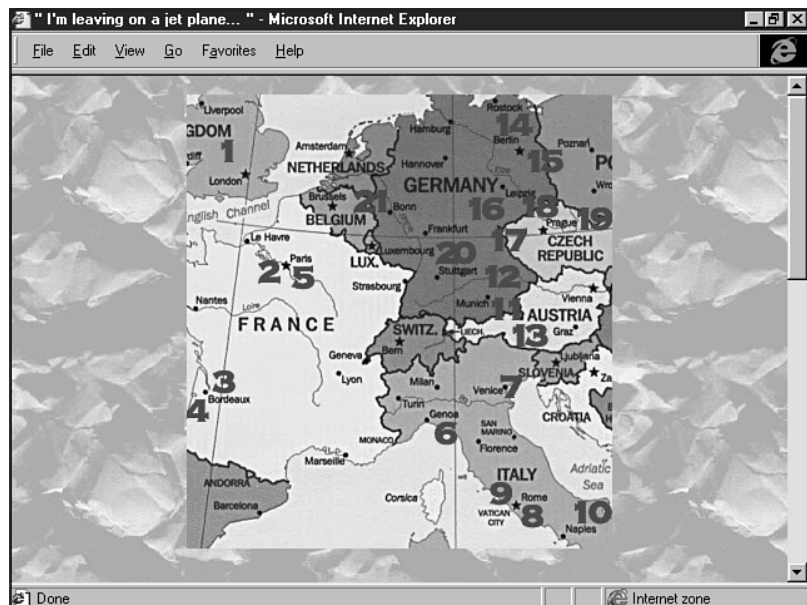 " I'm leaving on a jet plane... " - Microsoft Internet Explorer
File Edit View Go Favorites Help
Liverpool
Rostock
14
GDOM
1
Hamburg
Berlin
15
Poznań
Amsterdam
NETHERLANDS
Hannover
Elbe
London
GERMANY
Leipzig
Wro
Brussels
BELGIUM
21
Bonn
16
18
19
English Channel
Prague
Le Havre
Frankfurt
17
CZECH
REPUBLIC
Luxembourg
LUX.
20
2
Paris
5
Stuttgart
12
Strasbourg
Nantes
Loire
Munich
11
Vienna
AUSTRIA
FRANCE
13
Graz
SWITZ.
LIECH.
Bern
Geneva
Ljubljana
SLOVENIA
Za
Lyon
Milan
Venice
7
3
Bordeaux
4
Turin
Genoa
CROATIA
6
SAN
MARINO
MONACO
Florence
Marseille
ITALY
Adriatic
Sea
ANDORRA
Corsica
9
Rome
8
10
Barcelona
VATICAN
CITY
Naples
Done
Internet zone